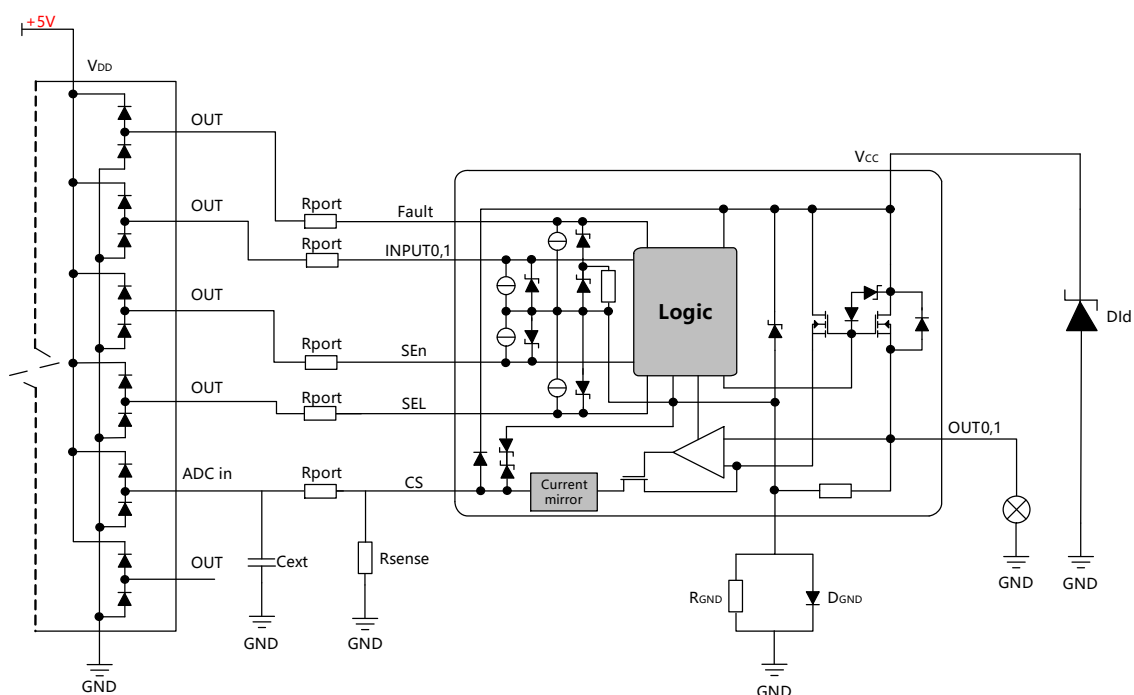 +5V
VDD
OUT
Rport
Fault
VCC
OUT
Rport
INPUT0,1
OUT
Rport
SEn
Logic
Dld
OUT
Rport
SEL
OUT0,1
ADC in
Rport
CS
Current
mirror
OUT
Cext
Rsense
RGND
DGND
GND
GND
GND
GND
GND
GND